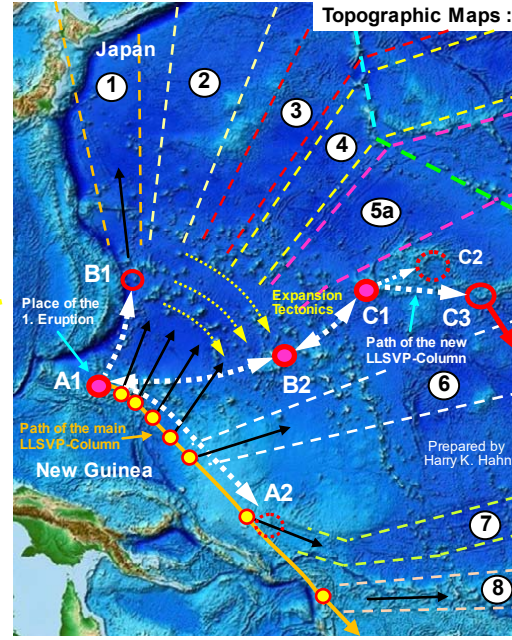 Topographic Maps :
Japan
1
2
3
4
5a
B1
C2
Place of the
1. Eruption
Expansion
Tectonics
C1
C3
Path of the new
LLSVP-Column
B2
A1
6
Path of the main
LLSVP-Column
Prepared by
Harry K. Hahn
New Guinea
A2
7
8